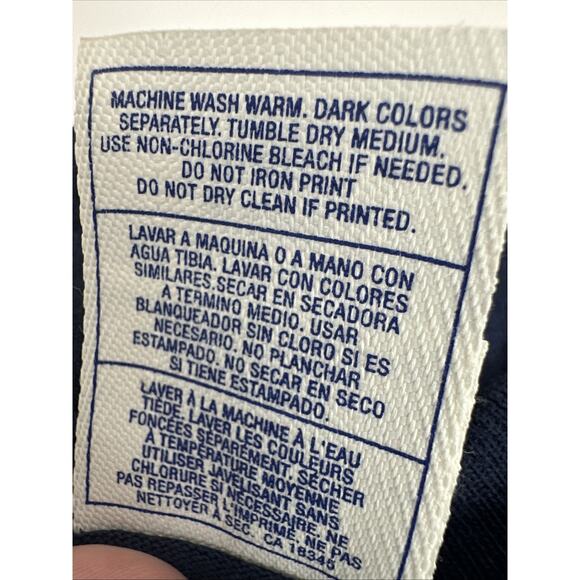 MACHINE WASH WARM. DARK COLORS
SEPARATELY. TUMBLE DRY MEDIUM.
USE NON-CHLORINE BLEACH IF NEEDED.
DO NOT IRON PRINT
DO NOT DRY CLEAN IF PRINTED.
LAVAR A MAQUINA O A MANO CON
AGUA TIBIA. LAVAR CON COLORES
SIMILARES.SECAR EN SECADORA
A TERMINO MEDIO. USAR
BLANQUEADOR SIN CLORO SI ES
NECESARIO. NO PLANCHAR
ESTAMPADO. NO SECAR EN SECO
SI TIENE ESTAMPADO.
LAVER À LA MACHINE À L'EAU
TIÈDE. LAVER LES COULEURS
FONCÉES SÉPAREMENT. SÉCHER
À TEMPÉRATURE MOYENNE
UTILISER JAVELISANT SANS
CHLORURE SI NÉCESSAIRE. NE
PAS REPASSER L'IMPRIMÉ. NE PAS
NETTOYER À SEC. CA 18345